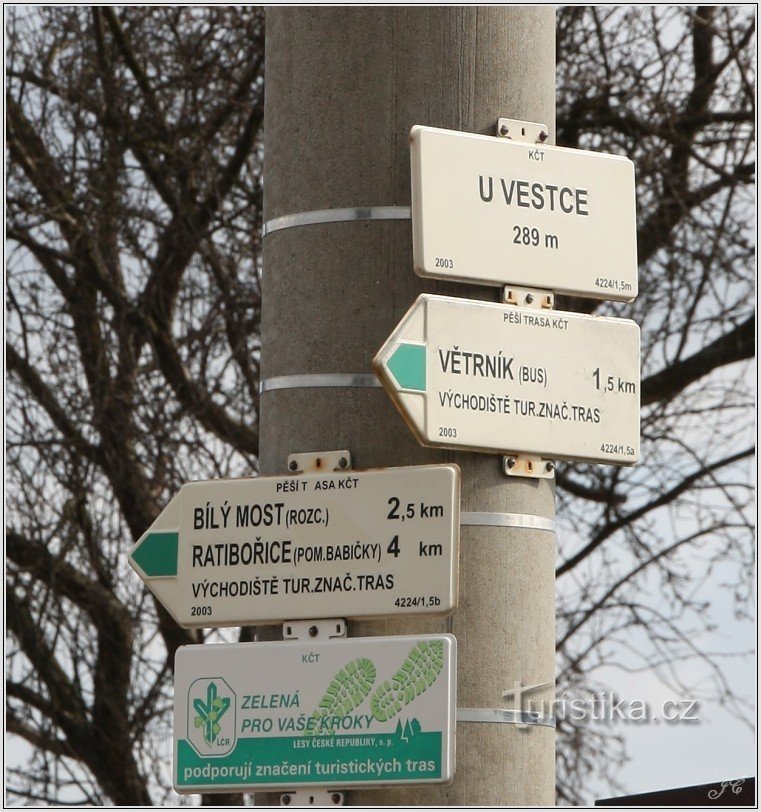 KČT
U VESTCE
289 m
2003 4224/1,5m
PĚŠÍ TRASA KČT
VĚTRNÍK (BUS) 1,5 km
VÝCHODIŠTĚ TUR.ZNAČ.TRAS
2003 4224/1,5a
PĚŠÍ T ASA KČT
BÍLÝ MOST (ROZC.) 2,5 km
RATIBOŘICE (POM.BABIČKY) 4 km
VÝCHODIŠTĚ TUR.ZNAČ.TRAS
2003 4224/1,5b
KČT
ZELENÁ
PRO VAŠE KROKY
LČR
LESY ČESKÉ REPUBLIKY, s. p.
podporují značení turistických tras
Turistika.cz